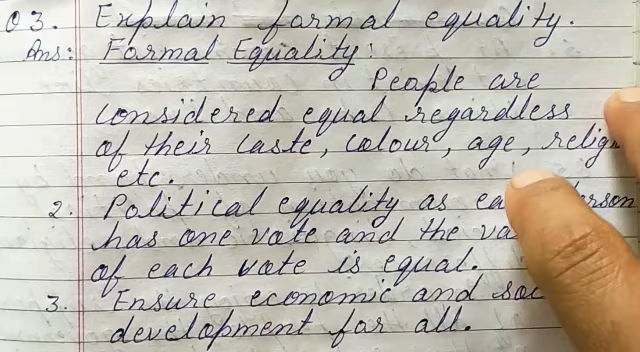 Q3. Explain formal equality.
Ans: Formal Equality:
People are
considered equal regardless
of their caste, colour, age,
etc.
2. Political equality as
has one vote and the
of each vote is equal.
3. Ensure economic and
development for all.